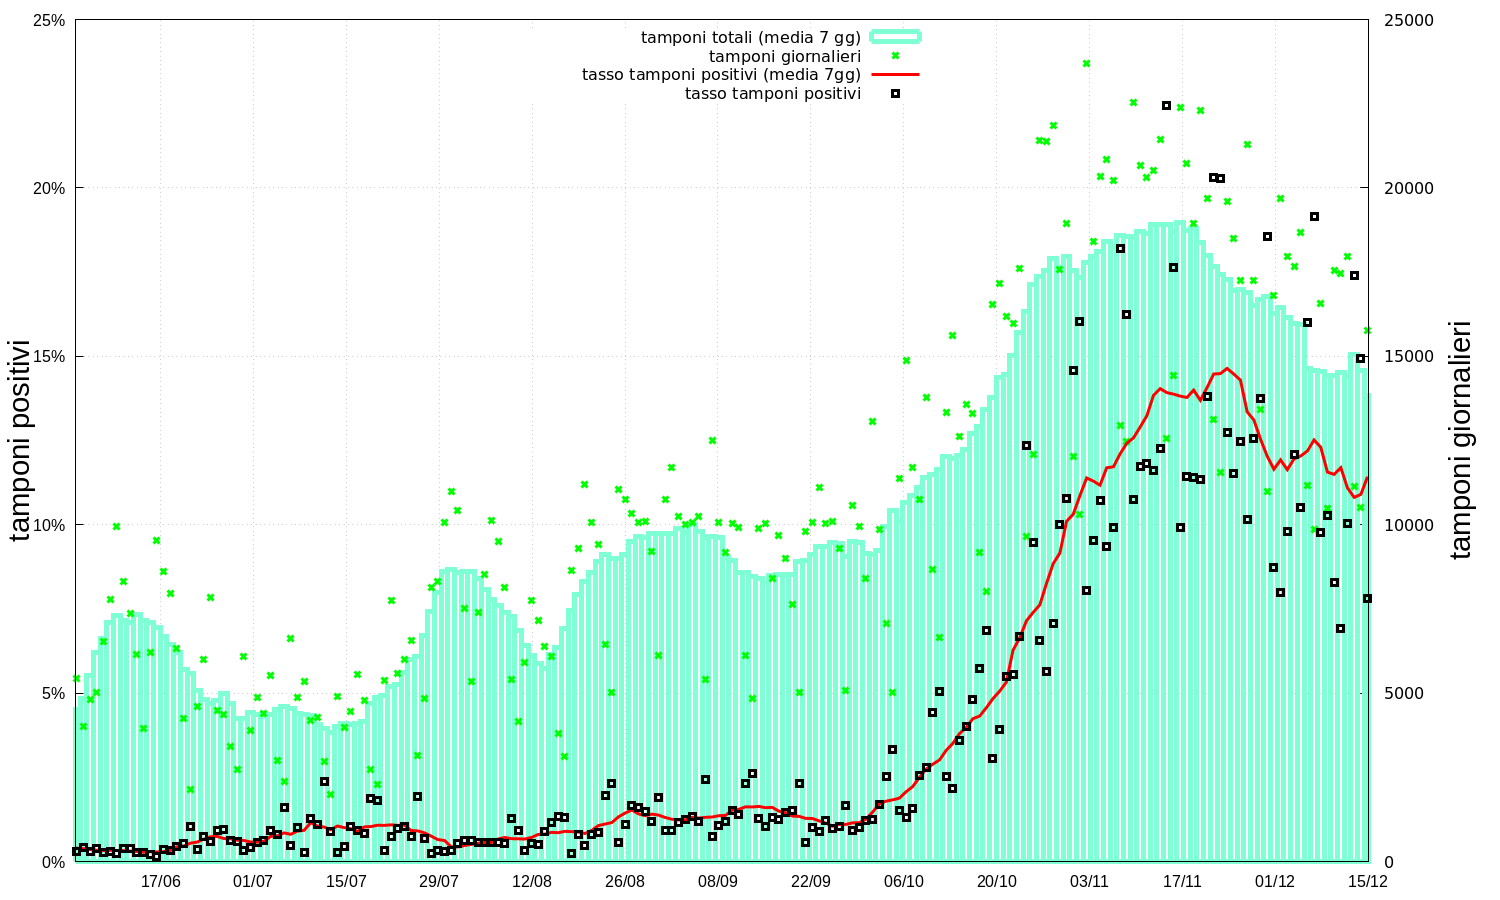 tamponi totali (media 7 gg)
tamponi giornalieri
tasso tamponi positivi (media 7gg)
tasso tamponi positivi
25%
20%
15%
10%
5%
0%
25000
20000
15000
10000
5000
0
tamponi positivi
tamponi giornalieri
17/06 01/07 15/07 29/07 12/08 26/08 08/09 22/09 06/10 20/10 03/11 17/11 01/12 15/12